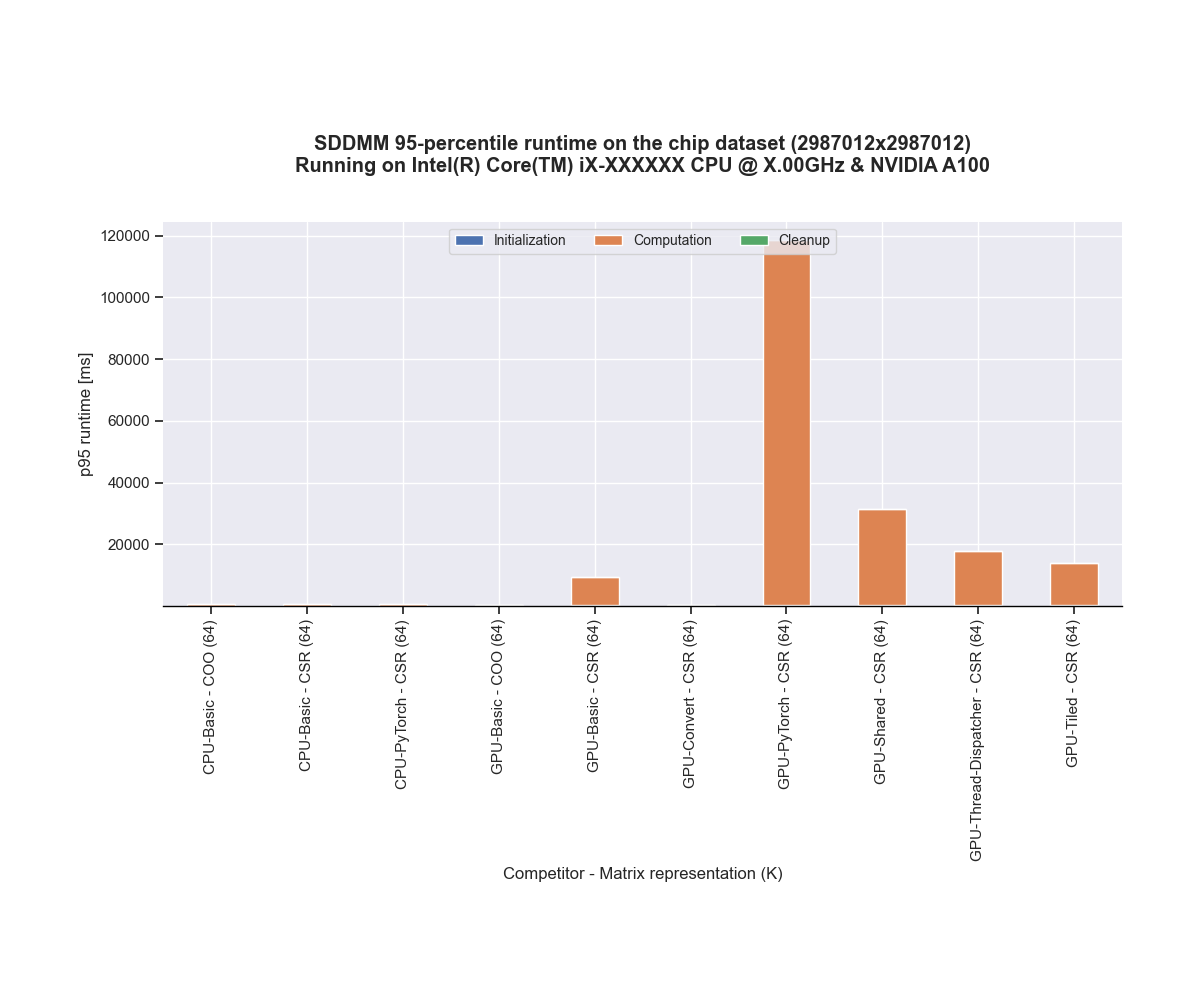 SDDMM 95-percentile runtime on the chip dataset (2987012x2987012)
Running on Intel(R) Core(TM) iX-XXXXXX CPU @ X.00GHz & NVIDIA A100
Initialization
Computation
Cleanup
p95 runtime [ms]
120000
100000
80000
60000
40000
20000
CPU-Basic - COO (64)
CPU-Basic - CSR (64)
CPU-PyTorch - CSR (64)
GPU-Basic - COO (64)
GPU-Basic - CSR (64)
GPU-Convert - CSR (64)
GPU-PyTorch - CSR (64)
GPU-Shared - CSR (64)
GPU-Thread-Dispatcher - CSR (64)
GPU-Tiled - CSR (64)
Competitor - Matrix representation (K)